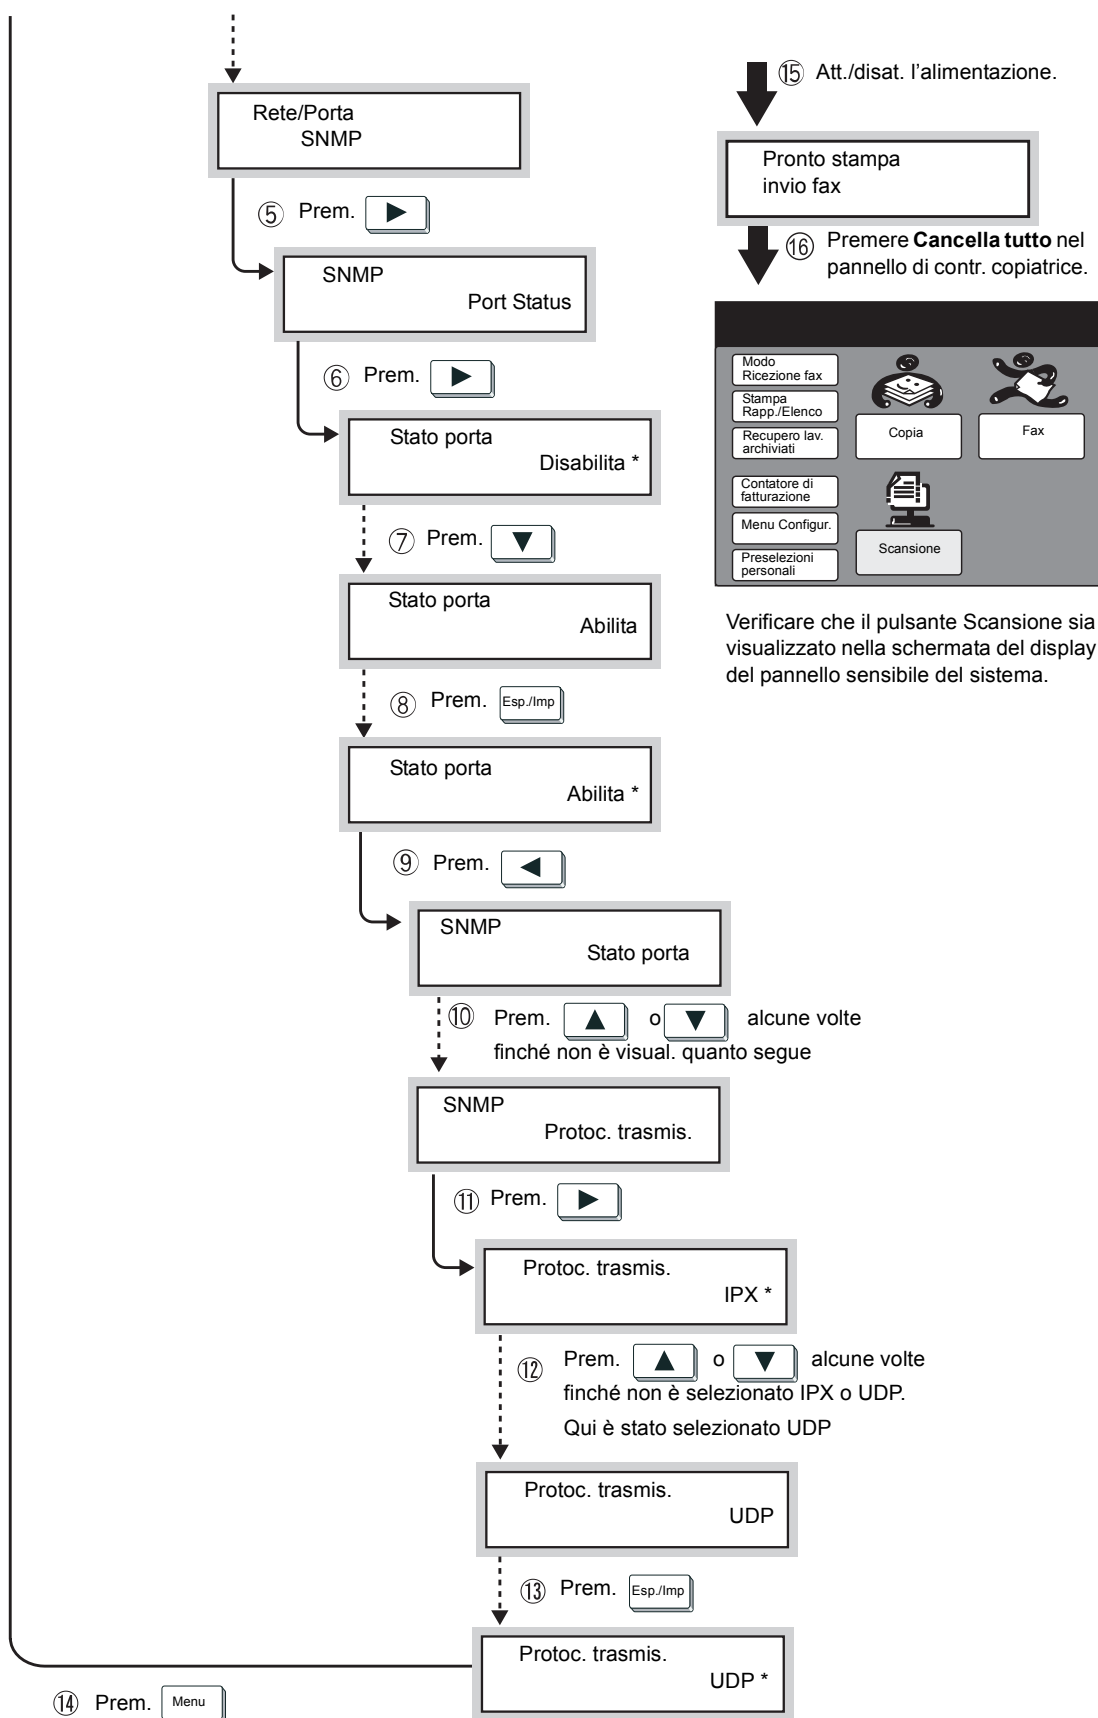 Rete/Porta
SNMP
⑤ Prem.
SNMP
Port Status
⑥ Prem.
Stato porta
Disabilita *
⑦ Prem.
Stato porta
Abilita
⑧ Prem. Esp./Imp
Stato porta
Abilita *
⑨ Prem.
SNMP
Stato porta
⑩ Prem. o alcune volte
finché non è visual. quanto segue
SNMP
Protoc. trasmis.
⑪ Prem.
Protoc. trasmis.
IPX *
⑫ Prem. o alcune volte
finché non è selezionato IPX o UDP.
Qui è stato selezionato UDP
Protoc. trasmis.
UDP
⑬ Prem. Esp./Imp
Protoc. trasmis.
UDP *
⑭ Prem. Menu
⑮ Att./disat. l'alimentazione.
Pronto stampa
invio fax
⑯ Premere Cancella tutto nel
pannello di contr. copiatrice.
Modo
Ricezione fax
Stampa
Rapp./Elenco
Recupero lav.
archiviati
Contatore di
fatturazione
Menu Configur.
Preselezioni
personali
Copia
Fax
Scansione
Verificare che il pulsante Scansione sia
visualizzato nella schermata del display
del pannello sensibile del sistema.